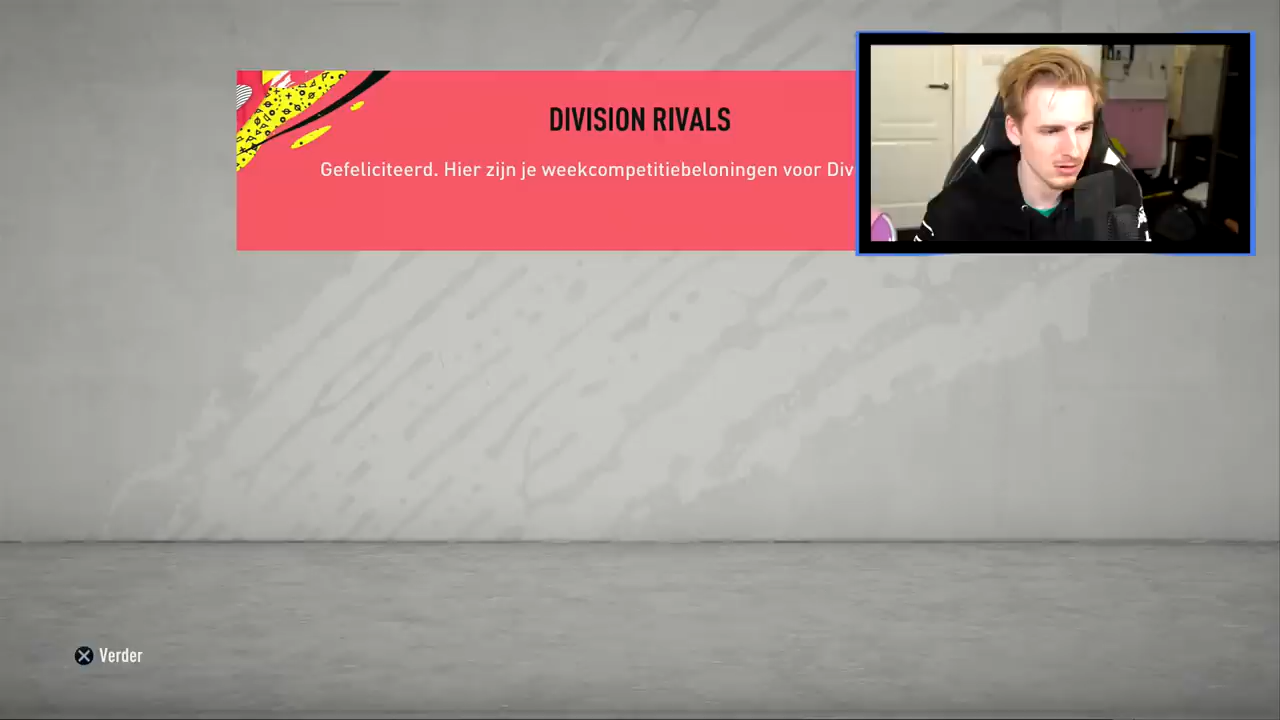 DIVISION RIVALS
Gefeliciteerd. Hier zijn je weekcompetitiebeloningen voor Div
Verder